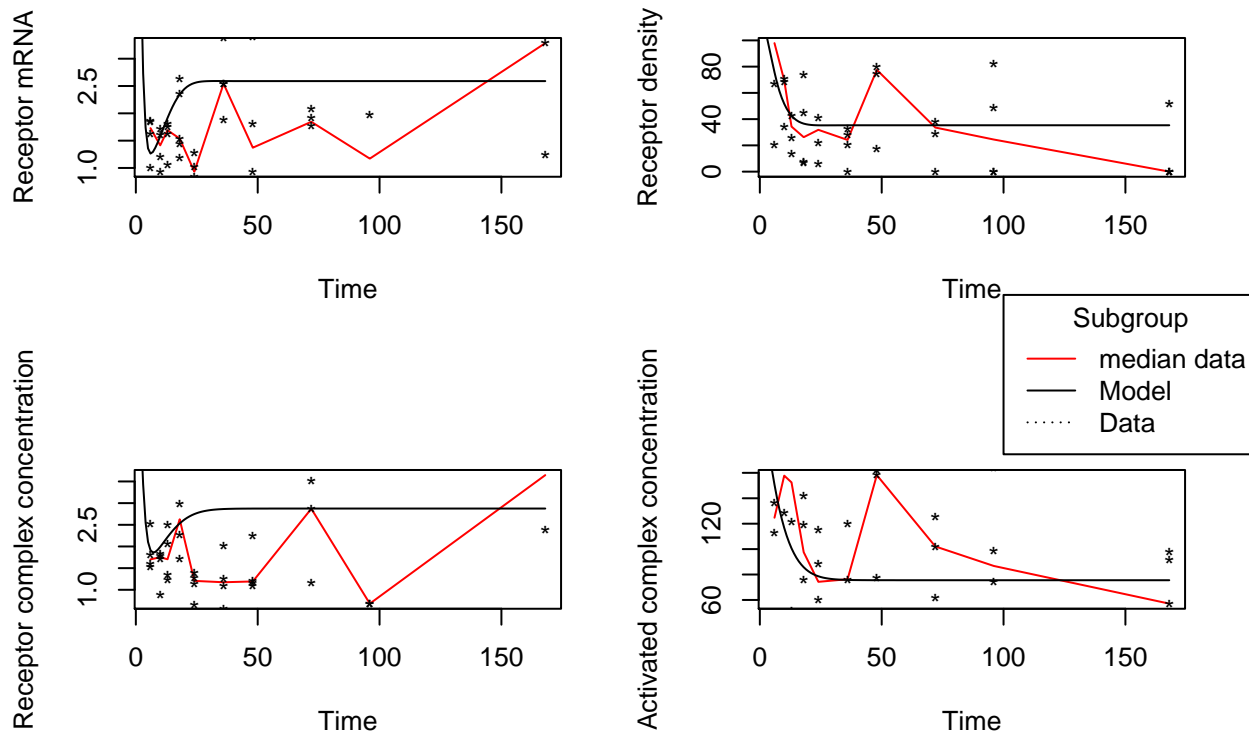 Receptor mRNA
2.5
1.0
0 50 100 150
Time
Receptor density
80
40
0
0 50 100 150
Time
Subgroup
median data
Model
Data
Receptor complex concentration
2.5
1.0
0 50 100 150
Time
Activated complex concentration
120
60
0 50 100 150
Time